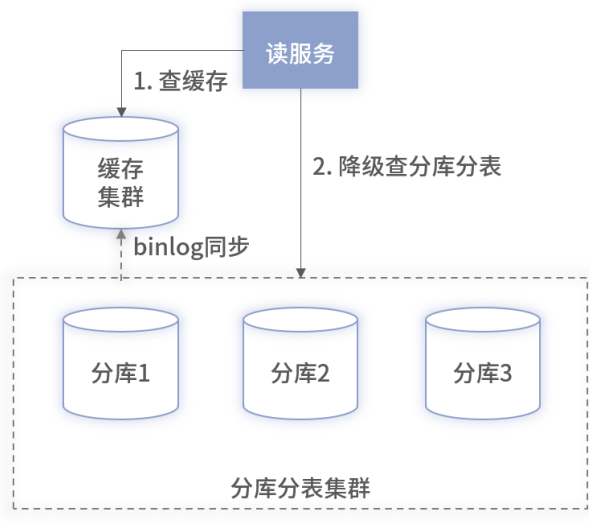 读服务
1. 查缓存
缓存
集群
2. 降级查分库分表
binlog同步
分库1
分库2
分库3
分库分表集群